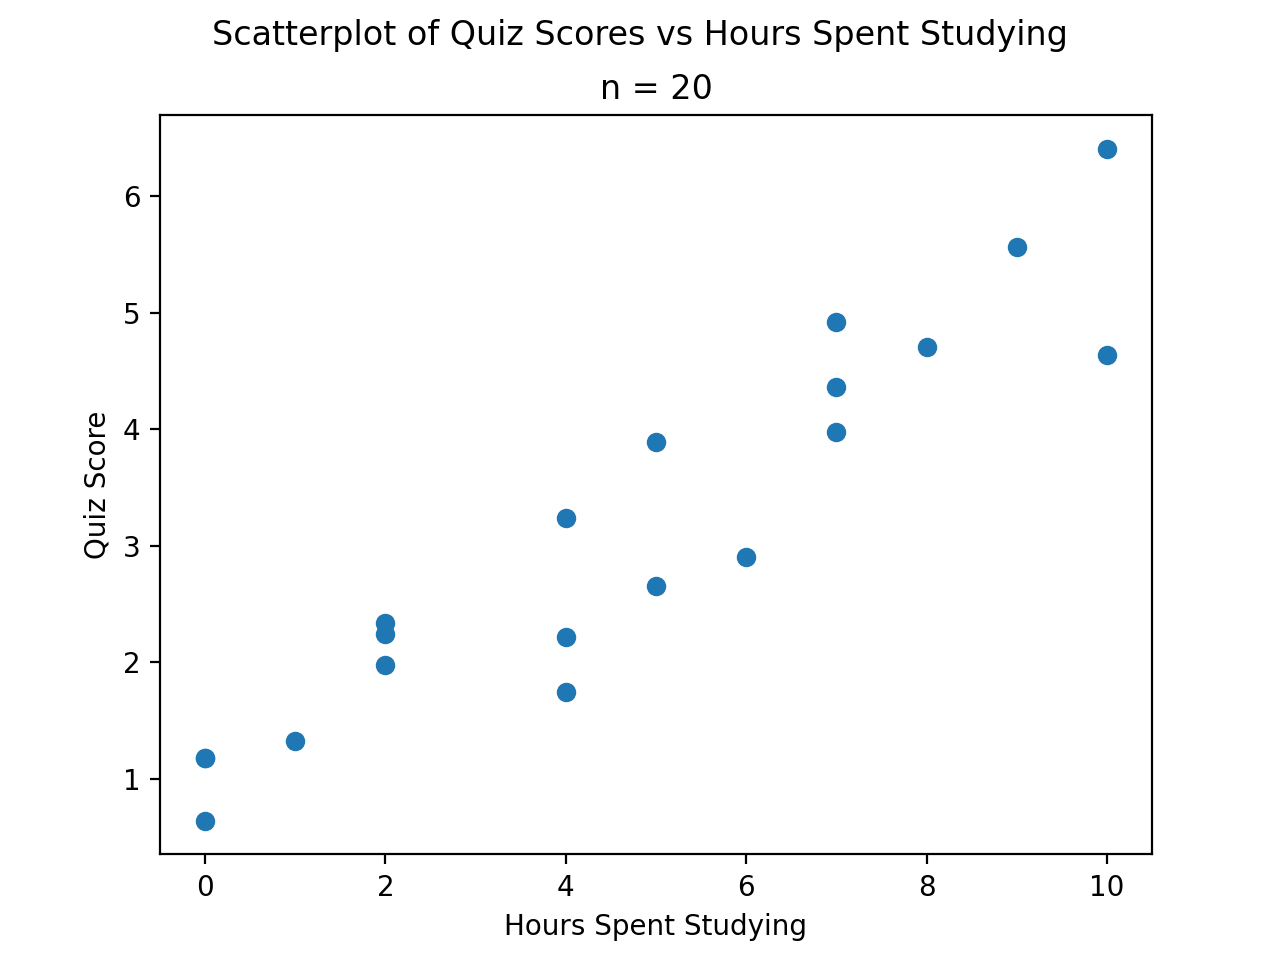 Scatterplot of Quiz Scores vs Hours Spent Studying
n = 20
6
5
4
3
2
1
Quiz Score
0 2 4 6 8 10
Hours Spent Studying